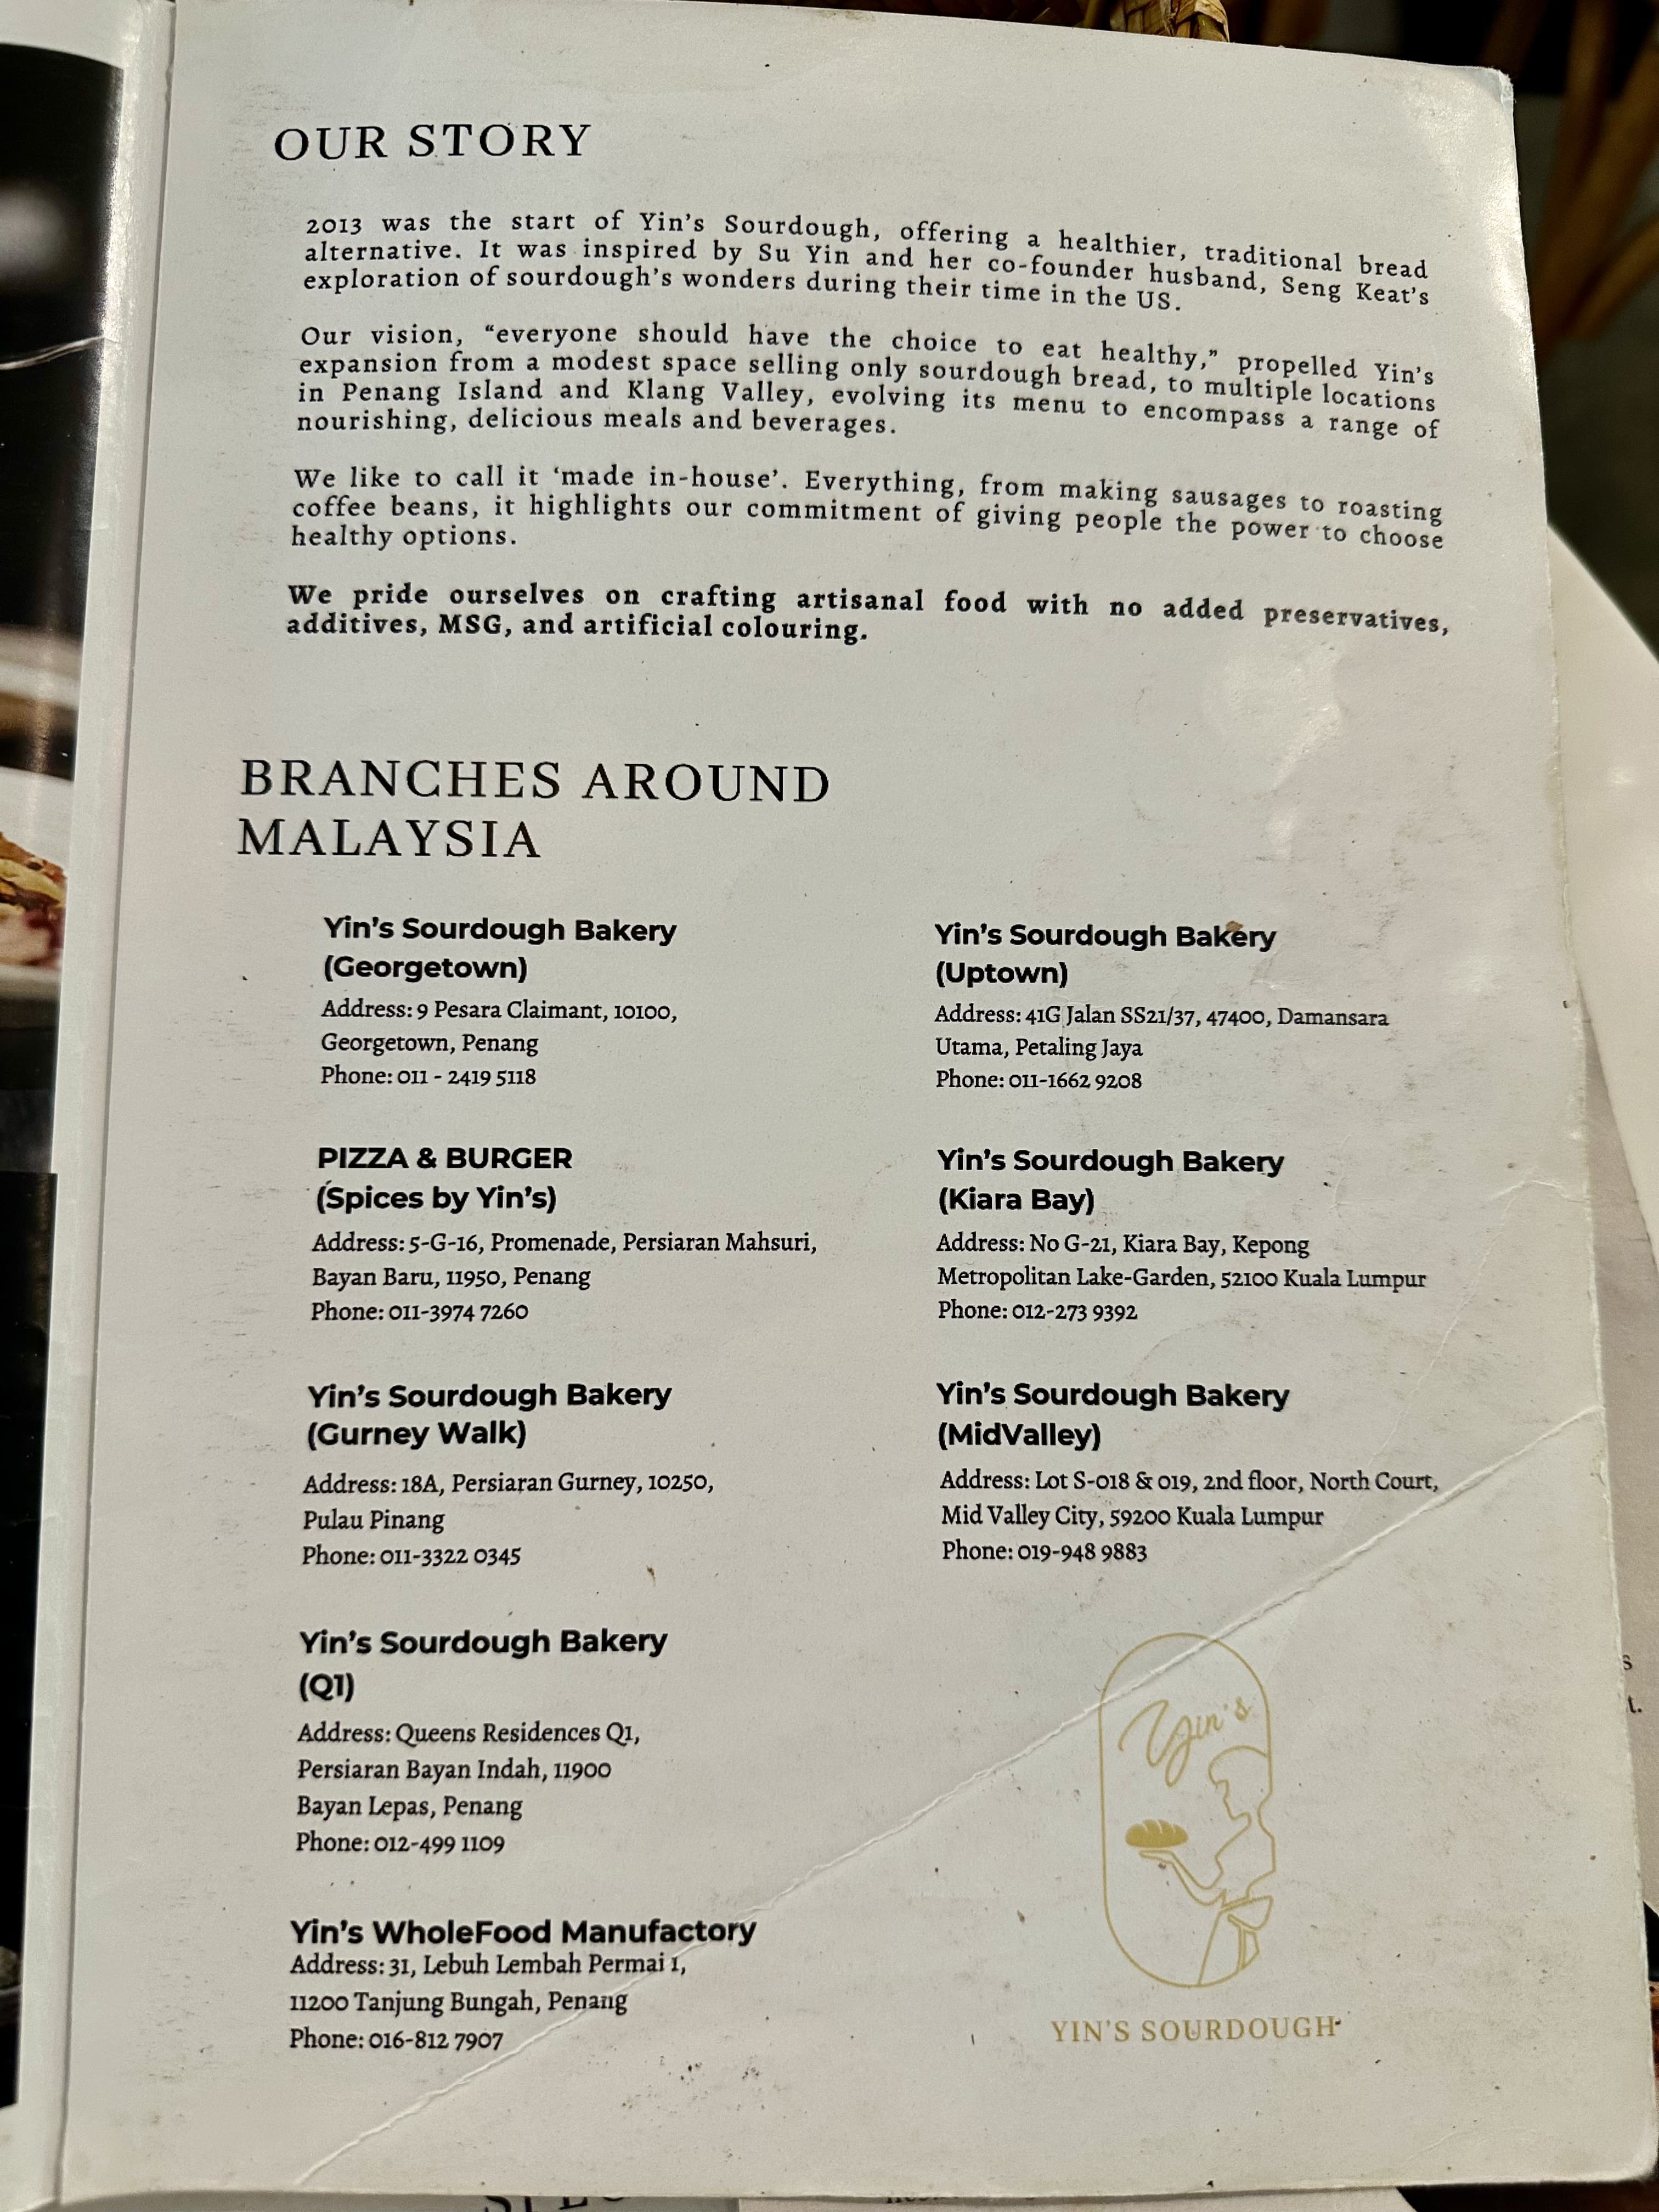 OUR STORY
2013 was the start of Yin's Sourdough, offering a healthier, traditional bread
alternative. It was inspired by Su Yin and her co-founder husband, Seng Keat's
exploration of sourdough's wonders during their time in the US.
Our vision, “everyone should have the choice to eat healthy,” propelled Yin's
expansion from a modest space selling only sourdough bread, to multiple locations
in Penang Island and Klang Valley, evolving its menu to encompass a range of
nourishing, delicious meals and beverages.
We like to call it ‘made in-house’. Everything, from making sausages to roasting
coffee beans, it highlights our commitment of giving people the power to choose
healthy options.
We pride ourselves on crafting artisanal food with no added preservatives,
additives, MSG, and artificial colouring.
BRANCHES AROUND
MALAYSIA
Yin's Sourdough Bakery
(Georgetown)
Address: 9 Pesara Claimant, 10100,
Georgetown, Penang
Phone: 011 - 2419 5118
PIZZA & BURGER
(Spices by Yin's)
Address: 5-G-16, Promenade, Persiaran Mahsuri,
Bayan Baru, 11950, Penang
Phone: 011-3974 7260
Yin's Sourdough Bakery
(Gurney Walk)
Address: 18A, Persiaran Gurney, 10250,
Pulau Pinang
Phone: 011-3322 0345
Yin's Sourdough Bakery
(Q1)
Address: Queens Residences Q1,
Persiaran Bayan Indah, 11900
Bayan Lepas, Penang
Phone: 012-499 1109
Yin's WholeFood Manufactory
Address: 31, Lebuh Lembah Permai 1,
11200 Tanjung Bungah, Penang
Phone: 016-812 7907
Yin's Sourdough Bakery
(Uptown)
Address: 41G Jalan SS21/37, 47400, Damansara
Utama, Petaling Jaya
Phone: 011-1662 9208
Yin's Sourdough Bakery
(Kiara Bay)
Address: No G-21, Kiara Bay, Kepong
Metropolitan Lake-Garden, 52100 Kuala Lumpur
Phone: 012-273 9392
Yin's Sourdough Bakery
(MidValley)
Address: Lot S-018 & 019, 2nd floor, North Court,
Mid Valley City, 59200 Kuala Lumpur
Phone: 019-948 9883
Yin's
YIN'S SOURDOUGH